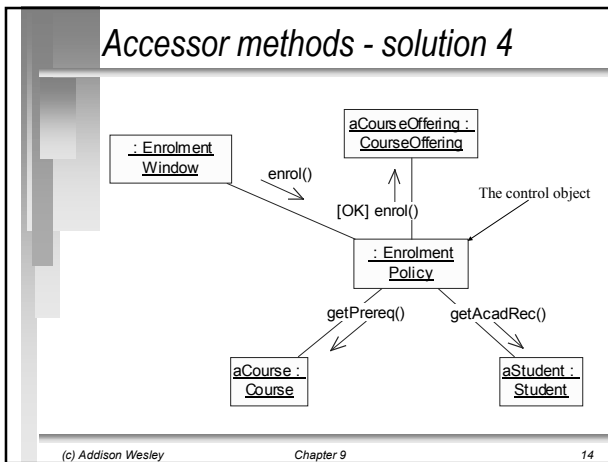 Accessor methods - solution 4
aCourseOffering :
CourseOffering
: Enrolment
Window
enrol()
[OK] enrol()
The control object
: Enrolment
Policy
getPrereq()
getAcadRec()
aCourse :
Course
aStudent :
Student
(c) Addison Wesley
Chapter 9
14